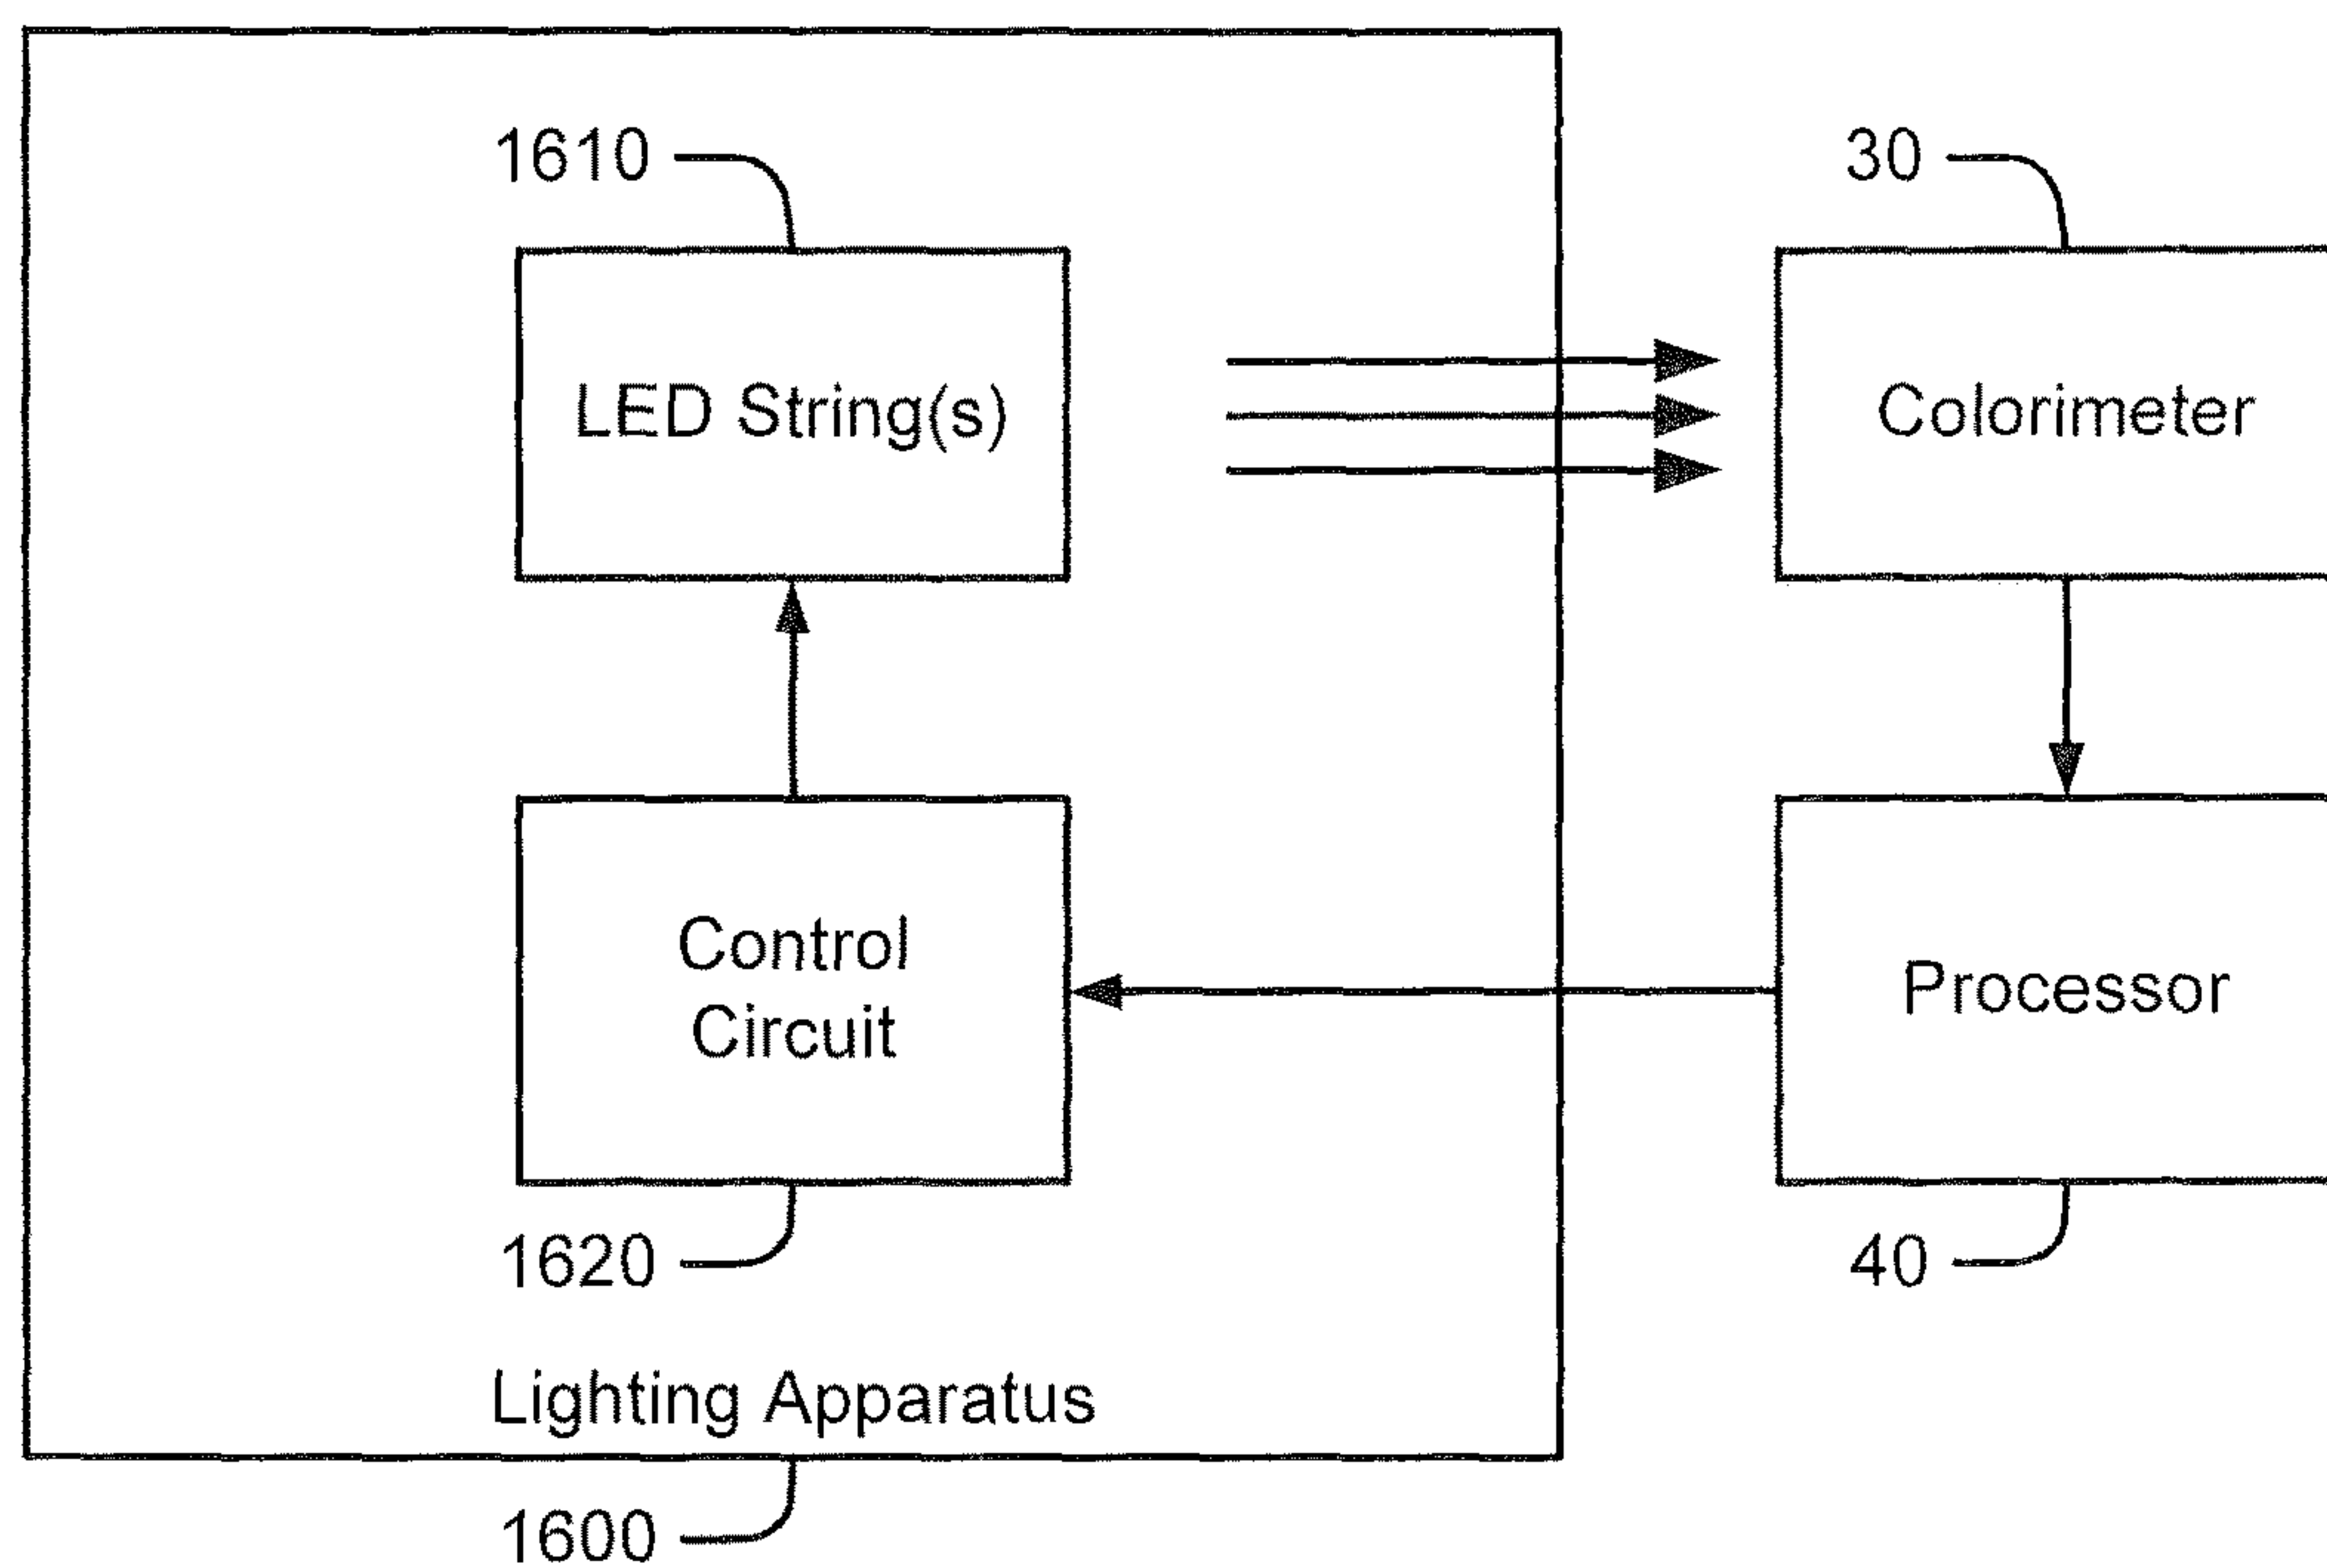 1610
30
LED String(s)
Colorimeter
Control
Circuit
Processor
1620
40
Lighting Apparatus
1600